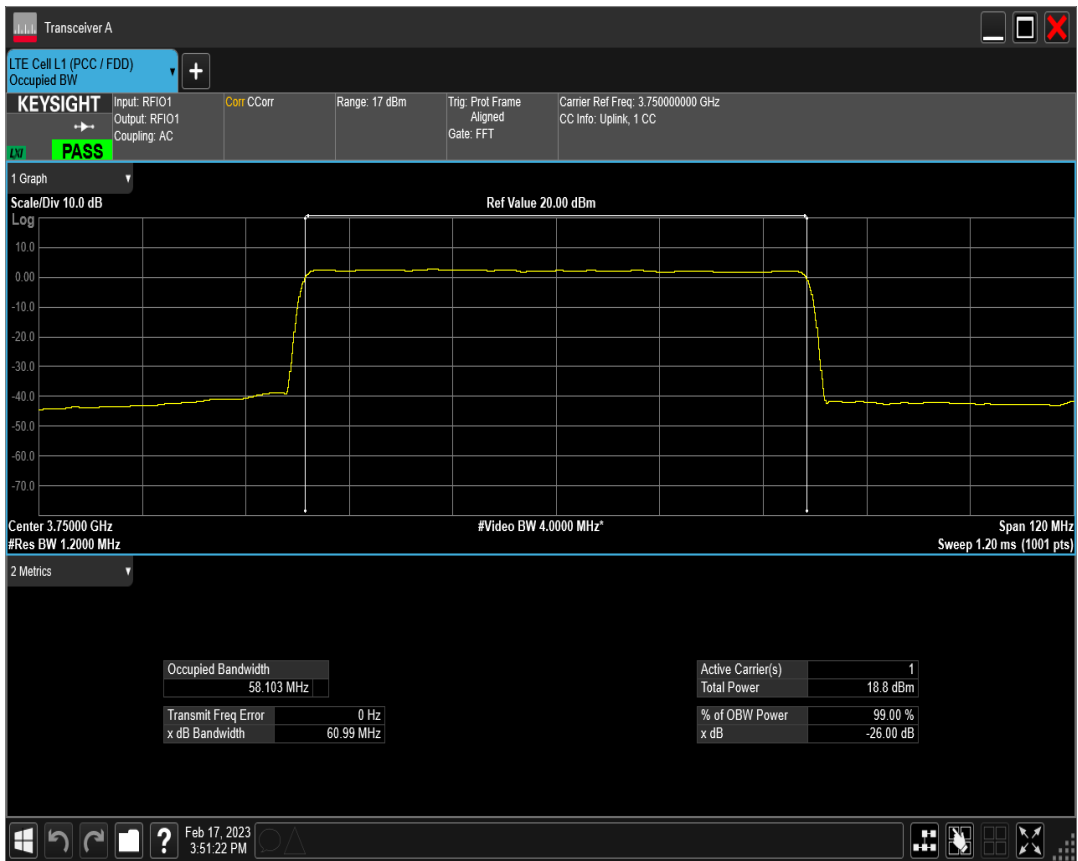 Transceiver A
LTE Cell L1 (PCC / FDD)
Occupied BW
+
KEYSIGHT
LXI
PASS
Input: RFIO1
Output: RFIO1
Coupling: AC
Corr CCorr
Range: 17 dBm
Trig: Prot Frame
Aligned
Gate: FFT
Carrier Ref Freq: 3.750000000 GHz
CC Info: Uplink, 1 CC
1 Graph
Scale/Div 10.0 dB
Ref Value 20.00 dBm
Log
10.0
0.00
-10.0
-20.0
-30.0
-40.0
-50.0
-60.0
-70.0
Center 3.75000 GHz
#Video BW 4.0000 MHz*
Span 120 MHz
#Res BW 1.2000 MHz
Sweep 1.20 ms (1001 pts)
2 Metrics
Occupied Bandwidth
58.103 MHz
Transmit Freq Error 0 Hz
x dB Bandwidth 60.99 MHz
Active Carrier(s) 1
Total Power 18.8 dBm
% of OBW Power 99.00 %
x dB -26.00 dB
?
Feb 17, 2023
3:51:22 PM